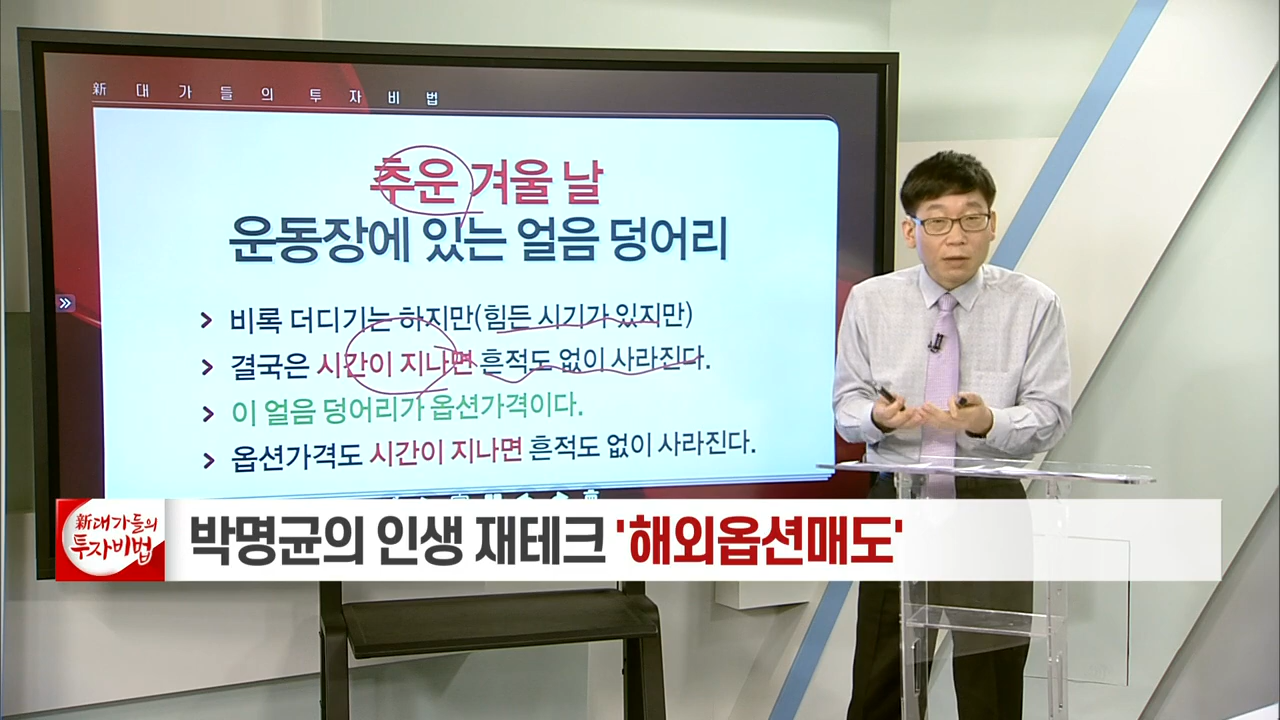 新 대가들의 투자비법
추운 겨울 날
운동장에 있는 얼음 덩어리
비록 더디기는 하지만(힘든 시기가 있지만)
결국은 시간이 지나면 흔적도 없이 사라진다.
이 얼음 덩어리가 옵션가격이다.
옵션가격도 시간이 지나면 흔적도 없이 사라진다.
新대가들의
투자비법
박명균의 인생 재테크 '해외옵션매도'